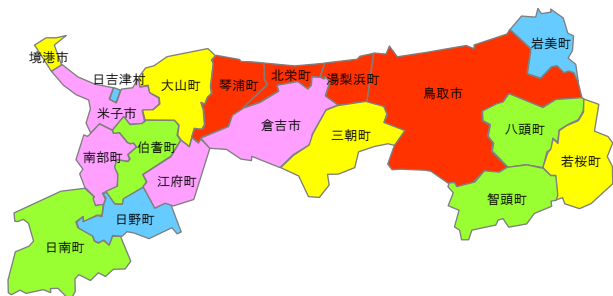 境港市
日吉津村
米子市
大山町
琴浦町
北栄町
湯梨浜町
鳥取市
岩美町
南部町
伯耆町
江府町
倉吉市
三朝町
八頭町
若桜町
智頭町
日野町
日南町